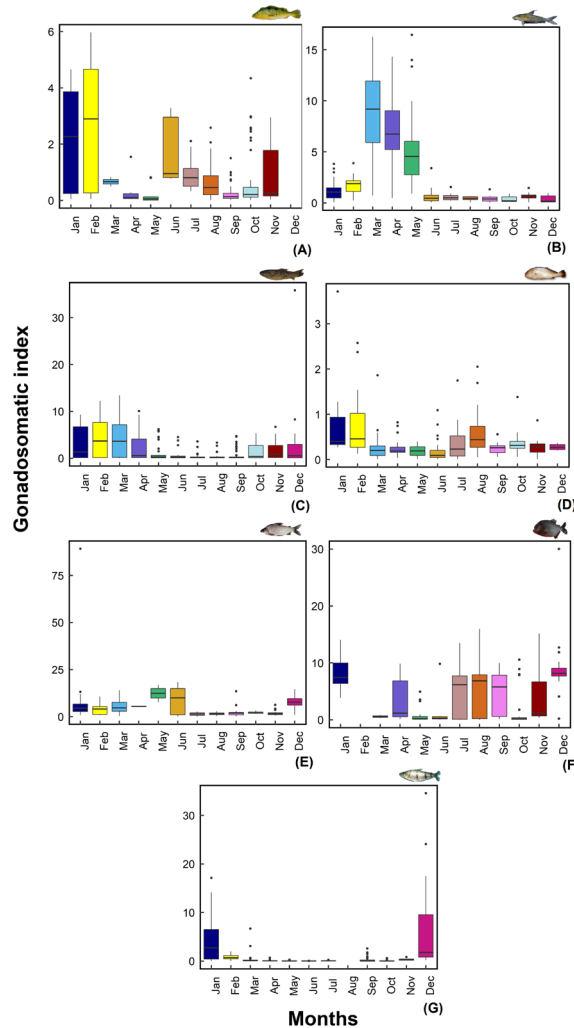 6
4
2
0
Jan
Feb
Mar
Apr
May
Jun
Jul
Aug
Sep
Oct
Nov
Dec
(A)
15
10
5
0
Jan
Feb
Mar
Apr
May
Jun
Jul
Aug
Sep
Oct
Nov
Dec
(B)
Gonadosomatic index
30
20
10
0
Jan
Feb
Mar
Apr
May
Jun
Jul
Aug
Sep
Oct
Nov
Dec
(C)
3
2
1
0
Jan
Feb
Mar
Apr
May
Jun
Jul
Aug
Sep
Oct
Nov
Dec
(D)
75
50
25
0
Jan
Feb
Mar
Apr
May
Jun
Jul
Aug
Sep
Oct
Nov
Dec
(E)
30
20
10
0
Jan
Feb
Mar
Apr
May
Jun
Jul
Aug
Sep
Oct
Nov
Dec
(F)
30
20
10
0
Jan
Feb
Mar
Apr
May
Jun
Jul
Aug
Sep
Oct
Nov
Dec
(G)
Months